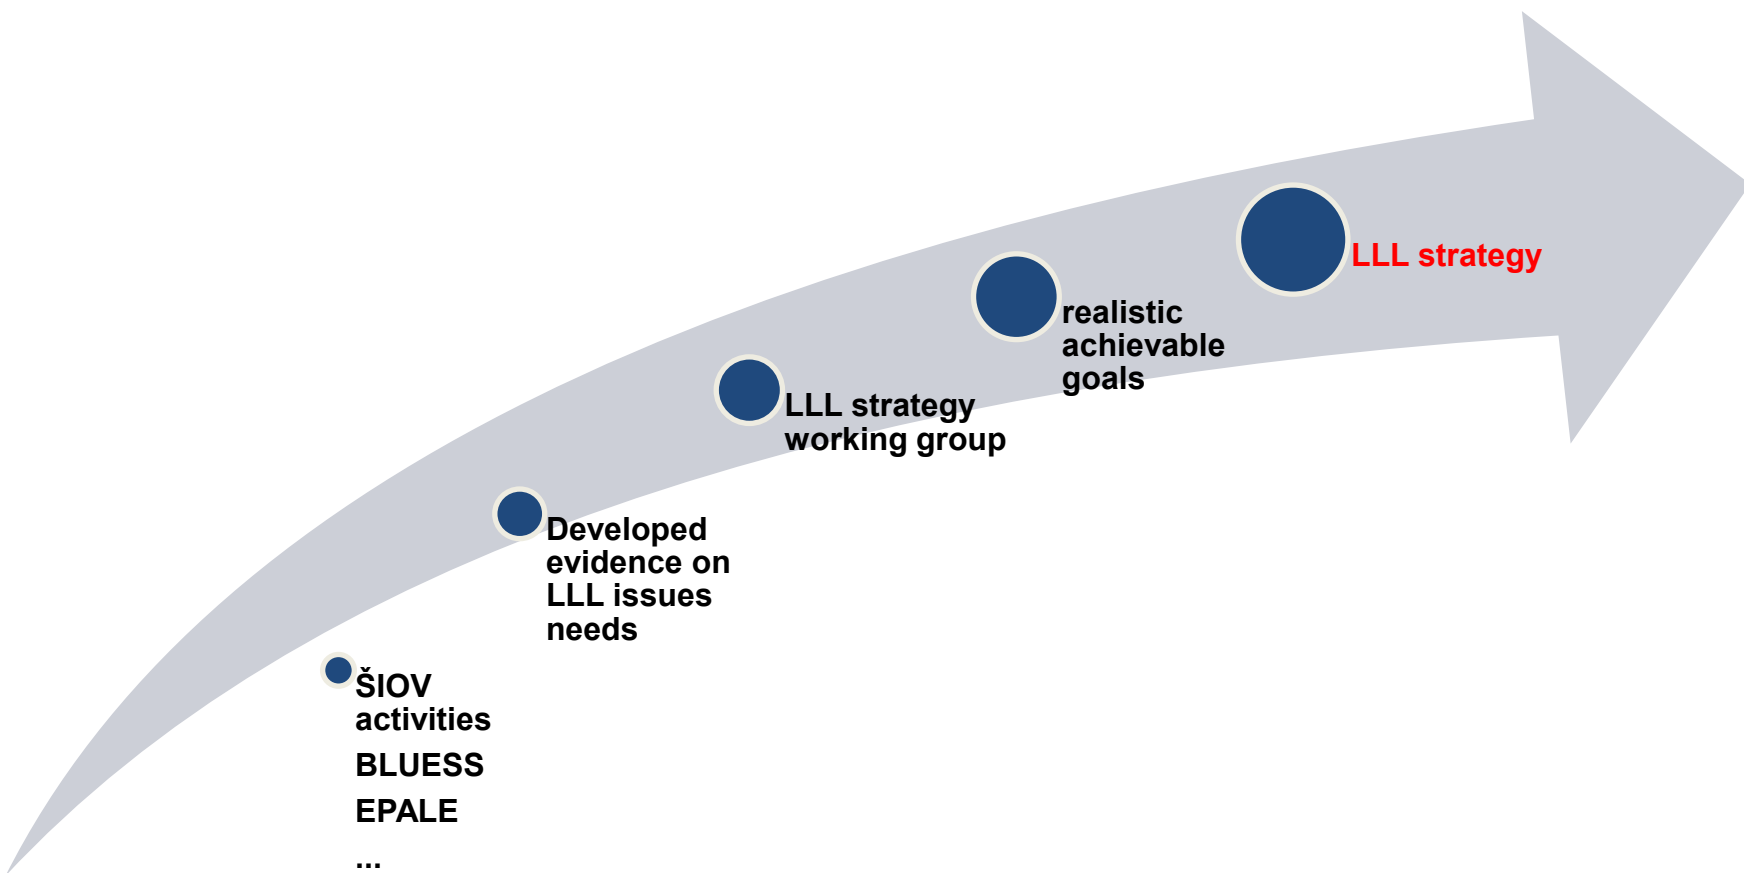 ŠIOV
activities
BLUESS
EPALE
...
Developed
evidence on
LLL issues
needs
LLL strategy
working group
realistic
achievable
goals
LLL strategy